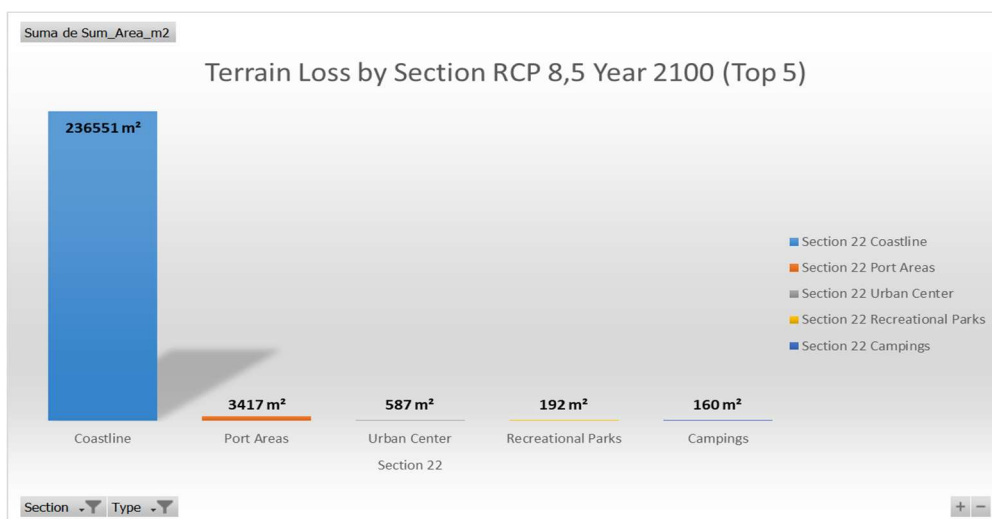 Suma de Sum_Area_m2
Terrain Loss by Section RCP 8,5 Year 2100 (Top 5)
236551 m²
3417 m²
587 m²
192 m²
160 m²
Section 22 Coastline
Section 22 Port Areas
Section 22 Urban Center
Section 22 Recreational Parks
Section 22 Campings
Coastline
Port Areas
Urban Center
Recreational Parks
Campings
Section 22
Section
Type
+ −